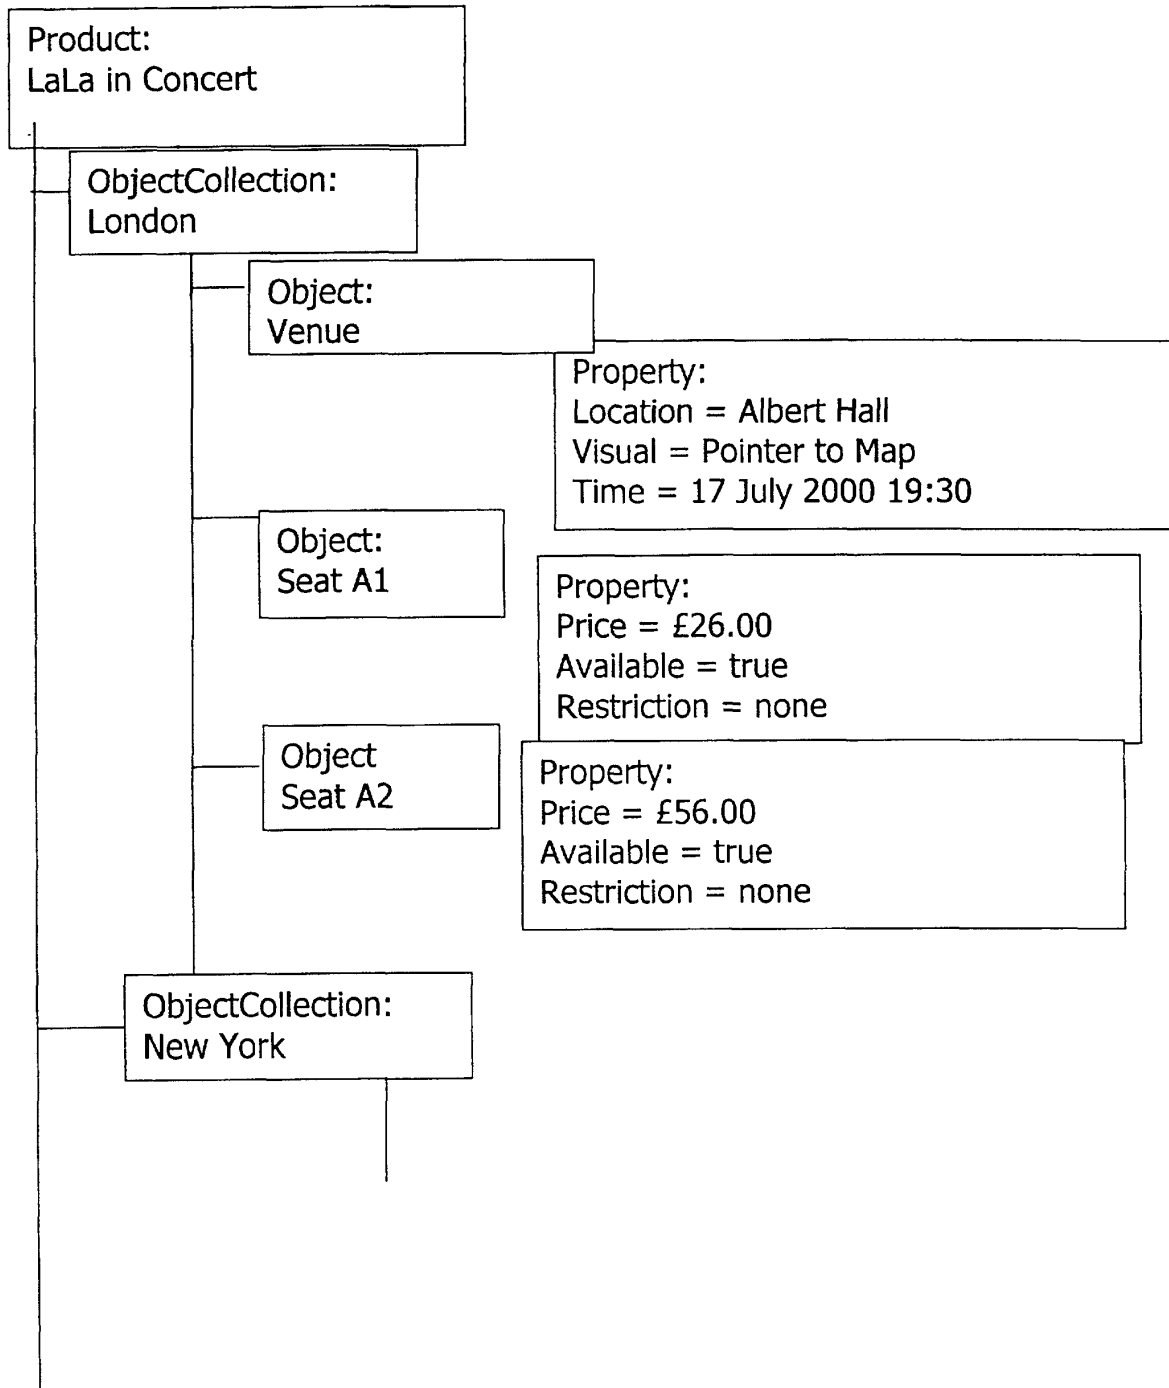 Product:
LaLa in Concert
ObjectCollection:
London
Object:
Venue
Property:
Location = Albert Hall
Visual = Pointer to Map
Time = 17 July 2000 19:30
Object:
Seat A1
Property:
Price = £26.00
Available = true
Restriction = none
Object
Seat A2
Property:
Price = £56.00
Available = true
Restriction = none
ObjectCollection:
New York